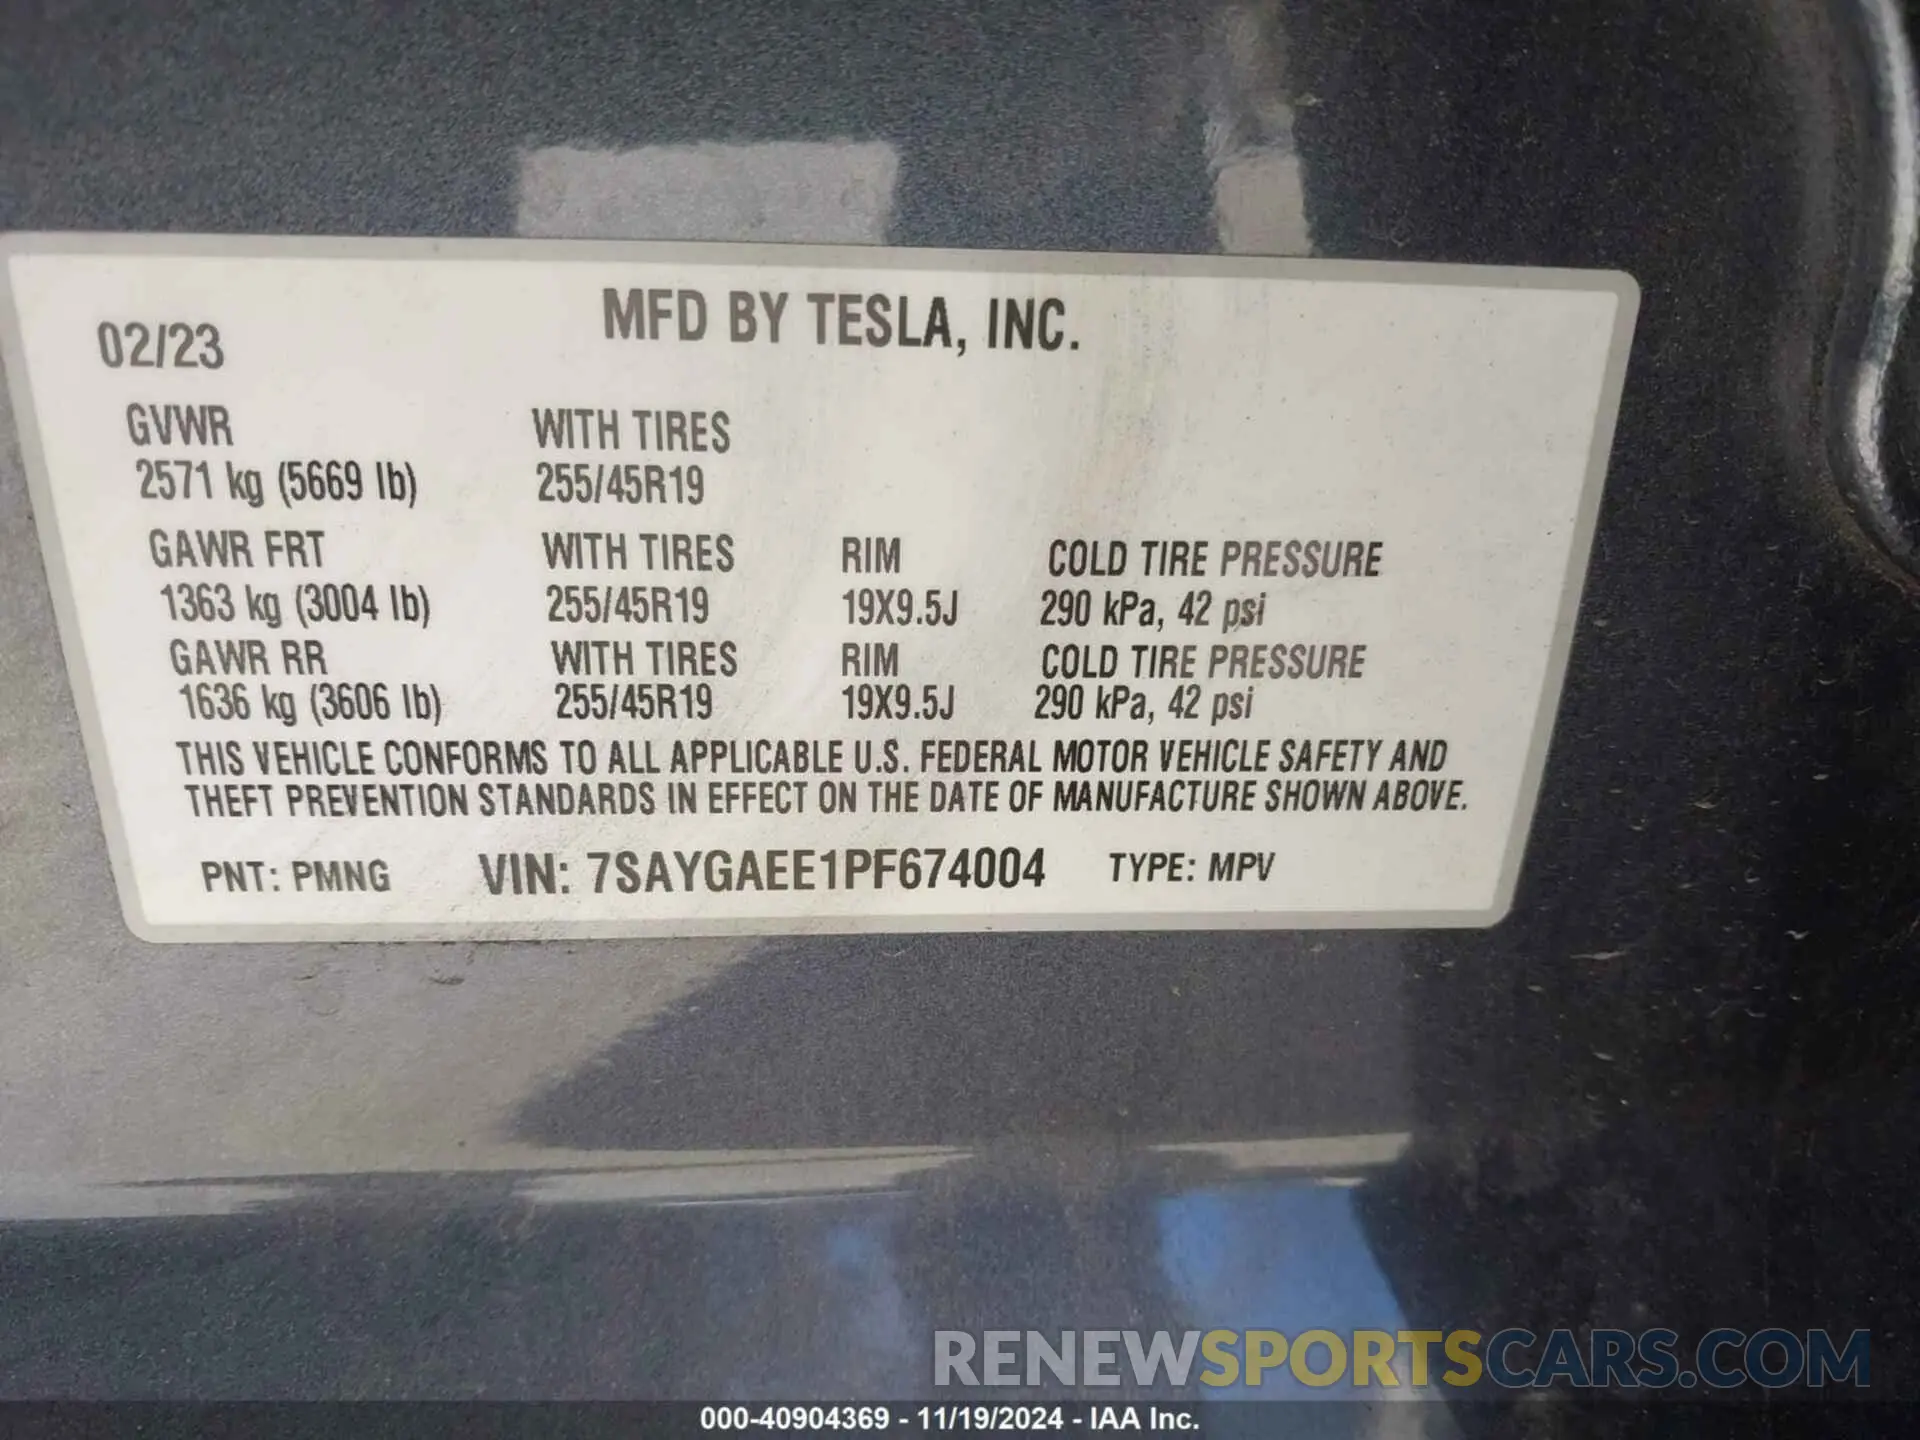 MFD BY TESLA, INC.
02/23
GVWR WITH TIRES
2571 kg (5669 lb) 255/45R19
GAWR FRT WITH TIRES RIM COLD TIRE PRESSURE
1363 kg (3004 lb) 255/45R19 19X9.5J 290 kPa, 42 psi
GAWR RR WITH TIRES RIM COLD TIRE PRESSURE
1636 kg (3606 lb) 255/45R19 19X9.5J 290 kPa, 42 psi
THIS VEHICLE CONFORMS TO ALL APPLICABLE U.S. FEDERAL MOTOR VEHICLE SAFETY AND
THEFT PREVENTION STANDARDS IN EFFECT ON THE DATE OF MANUFACTURE SHOWN ABOVE.
PNT: PMNG VIN: 7SAYGAEE1PF674004 TYPE: MPV
RENEWSPORTSCARS.COM
000-40904369 - 11/19/2024 - IAA Inc.